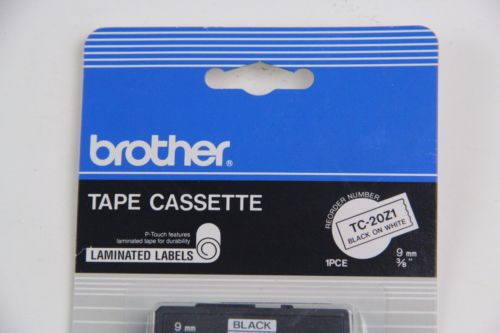 brother®
TAPE CASSETTE
P-Touch features
laminated tape for durability
LAMINATED LABELS
REORDER NUMBER
TC-20Z1
BLACK ON WHITE
1PCE
9 mm
3/8"
9 mm
BLACK